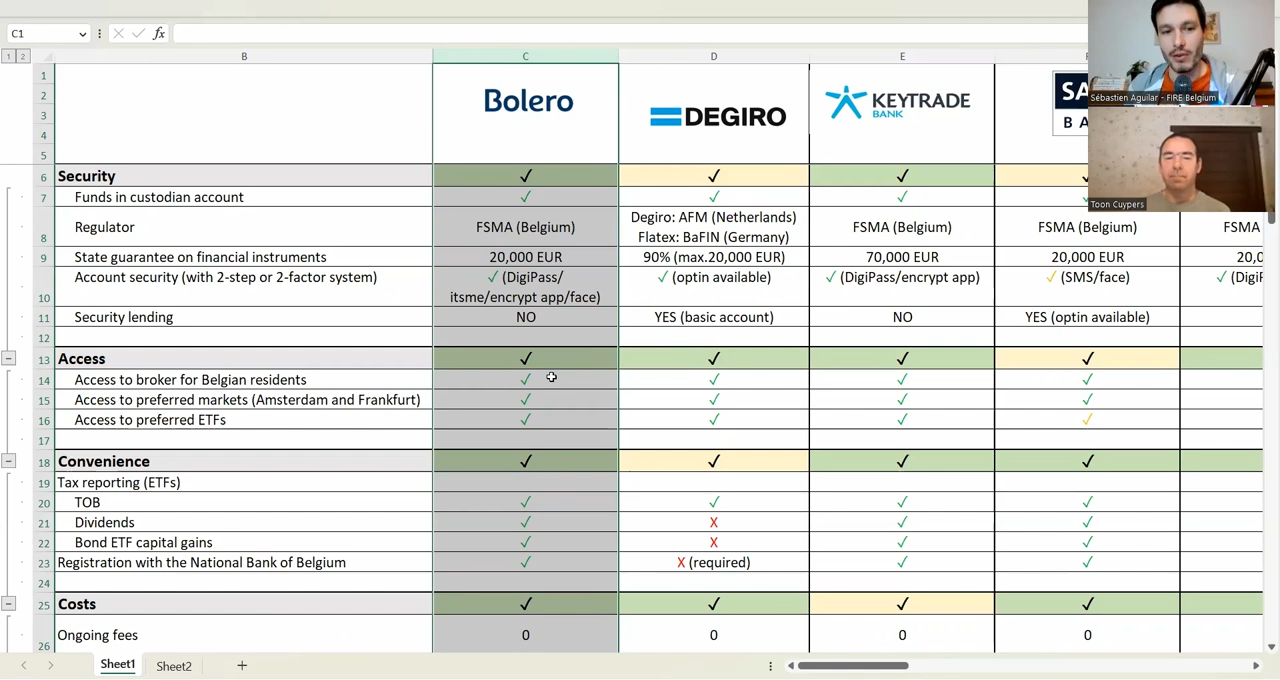 C1
fx
1 2
B C D E F
1
2
3
4
5
Bolero
DEGIRO
KEYTRADE
BANK
SA
B A
Sébastien Aguilar - FIRE Belgium
Toon Cuypers
6 Security ✓ ✓ ✓ ✓
7 Funds in custodian account ✓ ✓ ✓ ✓
8 Regulator FSMA (Belgium) Degiro: AFM (Netherlands) FSMA (Belgium) FSMA (Belgium) FSMA
Flatex: BaFIN (Germany)
9 State guarantee on financial instruments 20,000 EUR 90% (max.20,000 EUR) 70,000 EUR 20,000 EUR 20,0
10 Account security (with 2-step or 2-factor system) ✓ (DigiPass/ ✓ (optin available) ✓ (DigiPass/encrypt app) ✓ (SMS/face) ✓ (Digi
itsme/encrypt app/face)
11 Security lending NO YES (basic account) NO YES (optin available)
12
13 Access ✓ ✓ ✓ ✓
14 Access to broker for Belgian residents ✓ ✓ ✓ ✓
15 Access to preferred markets (Amsterdam and Frankfurt) ✓ ✓ ✓ ✓
16 Access to preferred ETFs ✓ ✓ ✓ ✓
17
18 Convenience ✓ ✓ ✓ ✓
19 Tax reporting (ETFs)
20 TOB ✓ ✓ ✓ ✓
21 Dividends ✓ X ✓ ✓
22 Bond ETF capital gains ✓ X ✓ ✓
23 Registration with the National Bank of Belgium ✓ X (required) ✓ ✓
24
25 Costs ✓ ✓ ✓ ✓
26 Ongoing fees 0 0 0 0
Sheet1 Sheet2